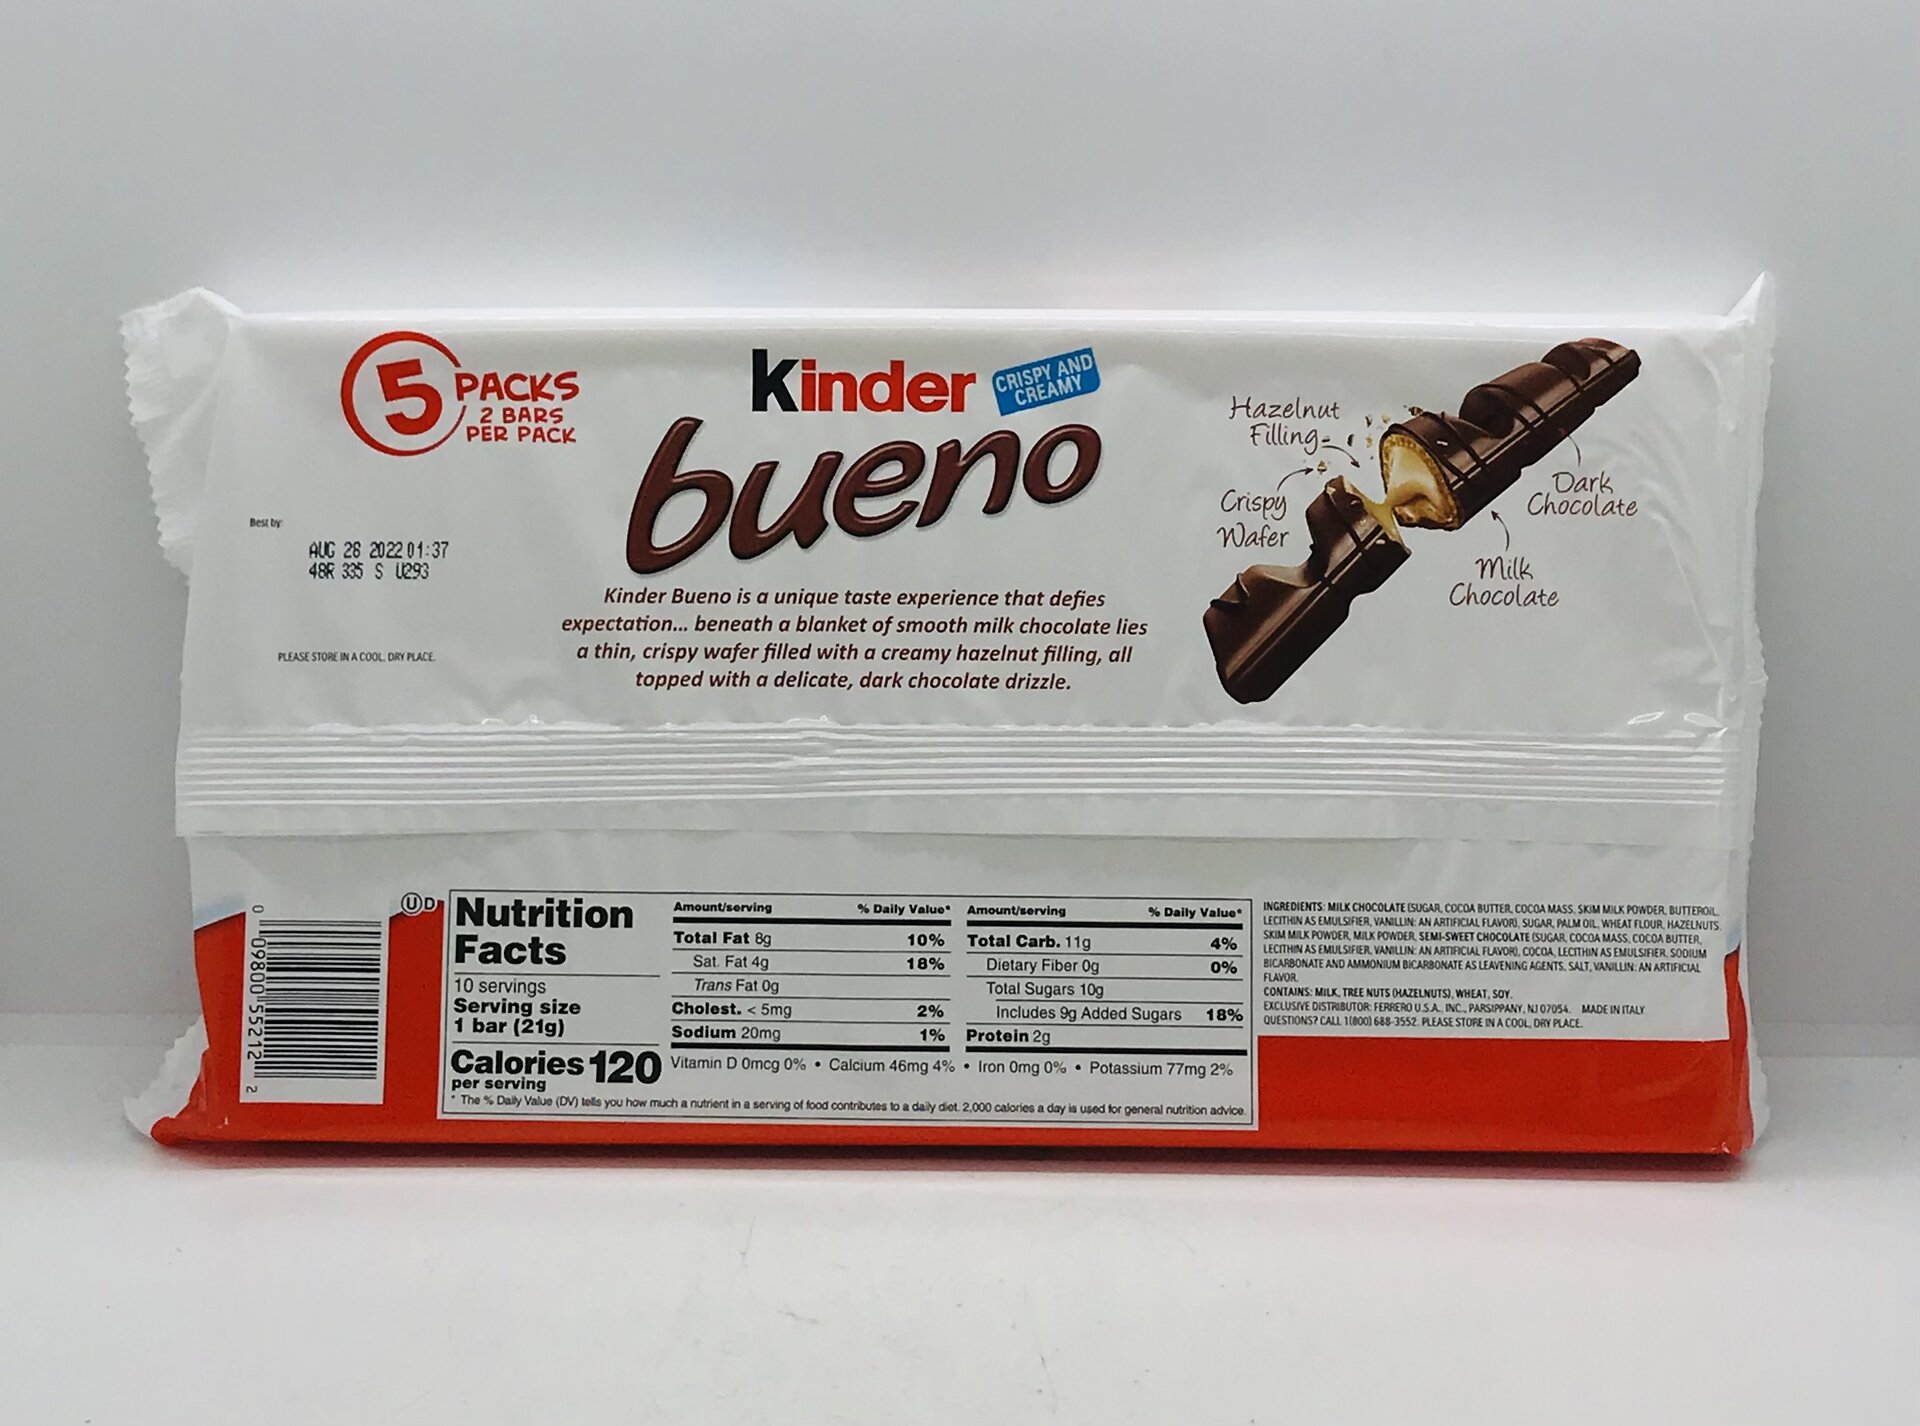 5 PACKS
2 BARS
PER PACK
Kinder
CRISPY AND
CREAMY
bueno
Hazelnut
Filling
Crispy
Wafer
Dark
Chocolate
Milk
Chocolate
Best by:
AUG 28 2022 01:37
48R 335 S U293
PLEASE STORE IN A COOL, DRY PLACE.
Kinder Bueno is a unique taste experience that defies
expectation... beneath a blanket of smooth milk chocolate lies
a thin, crispy wafer filled with a creamy hazelnut filling, all
topped with a delicate, dark chocolate drizzle.
0 09800 55212 2
U D
Nutrition
Facts
10 servings
Serving size
1 bar (21g)
Calories 120
per serving
Amount/serving % Daily Value*
Total Fat 8g 10%
Sat. Fat 4g 18%
Trans Fat 0g
Cholest. < 5mg 2%
Sodium 20mg 1%
Amount/serving % Daily Value*
Total Carb. 11g 4%
Dietary Fiber 0g 0%
Total Sugars 10g
Includes 9g Added Sugars 18%
Protein 2g
Vitamin D 0mcg 0% • Calcium 46mg 4% • Iron 0mg 0% • Potassium 77mg 2%
* The % Daily Value (DV) tells you how much a nutrient in a serving of food contributes to a daily diet. 2,000 calories a day is used for general nutrition advice.
INGREDIENTS: MILK CHOCOLATE (SUGAR, COCOA BUTTER, COCOA MASS, SKIM MILK POWDER, BUTTEROIL,
LECITHIN AS EMULSIFIER, VANILLIN: AN ARTIFICIAL FLAVOR), SUGAR, PALM OIL, WHEAT FLOUR, HAZELNUTS,
SKIM MILK POWDER, MILK POWDER, SEMI-SWEET CHOCOLATE (SUGAR, COCOA MASS, COCOA BUTTER,
LECITHIN AS EMULSIFIER, VANILLIN: AN ARTIFICIAL FLAVOR), COCOA, LECITHIN AS EMULSIFIER, SODIUM
BICARBONATE AND AMMONIUM BICARBONATE AS LEAVENING AGENTS, SALT, VANILLIN: AN ARTIFICIAL
FLAVOR.
CONTAINS: MILK, TREE NUTS (HAZELNUTS), WHEAT, SOY.
EXCLUSIVE DISTRIBUTOR: FERRERO U.S.A., INC., PARSIPPANY, NJ 07054. MADE IN ITALY
QUESTIONS? CALL 1(800) 688-3552. PLEASE STORE IN A COOL, DRY PLACE.